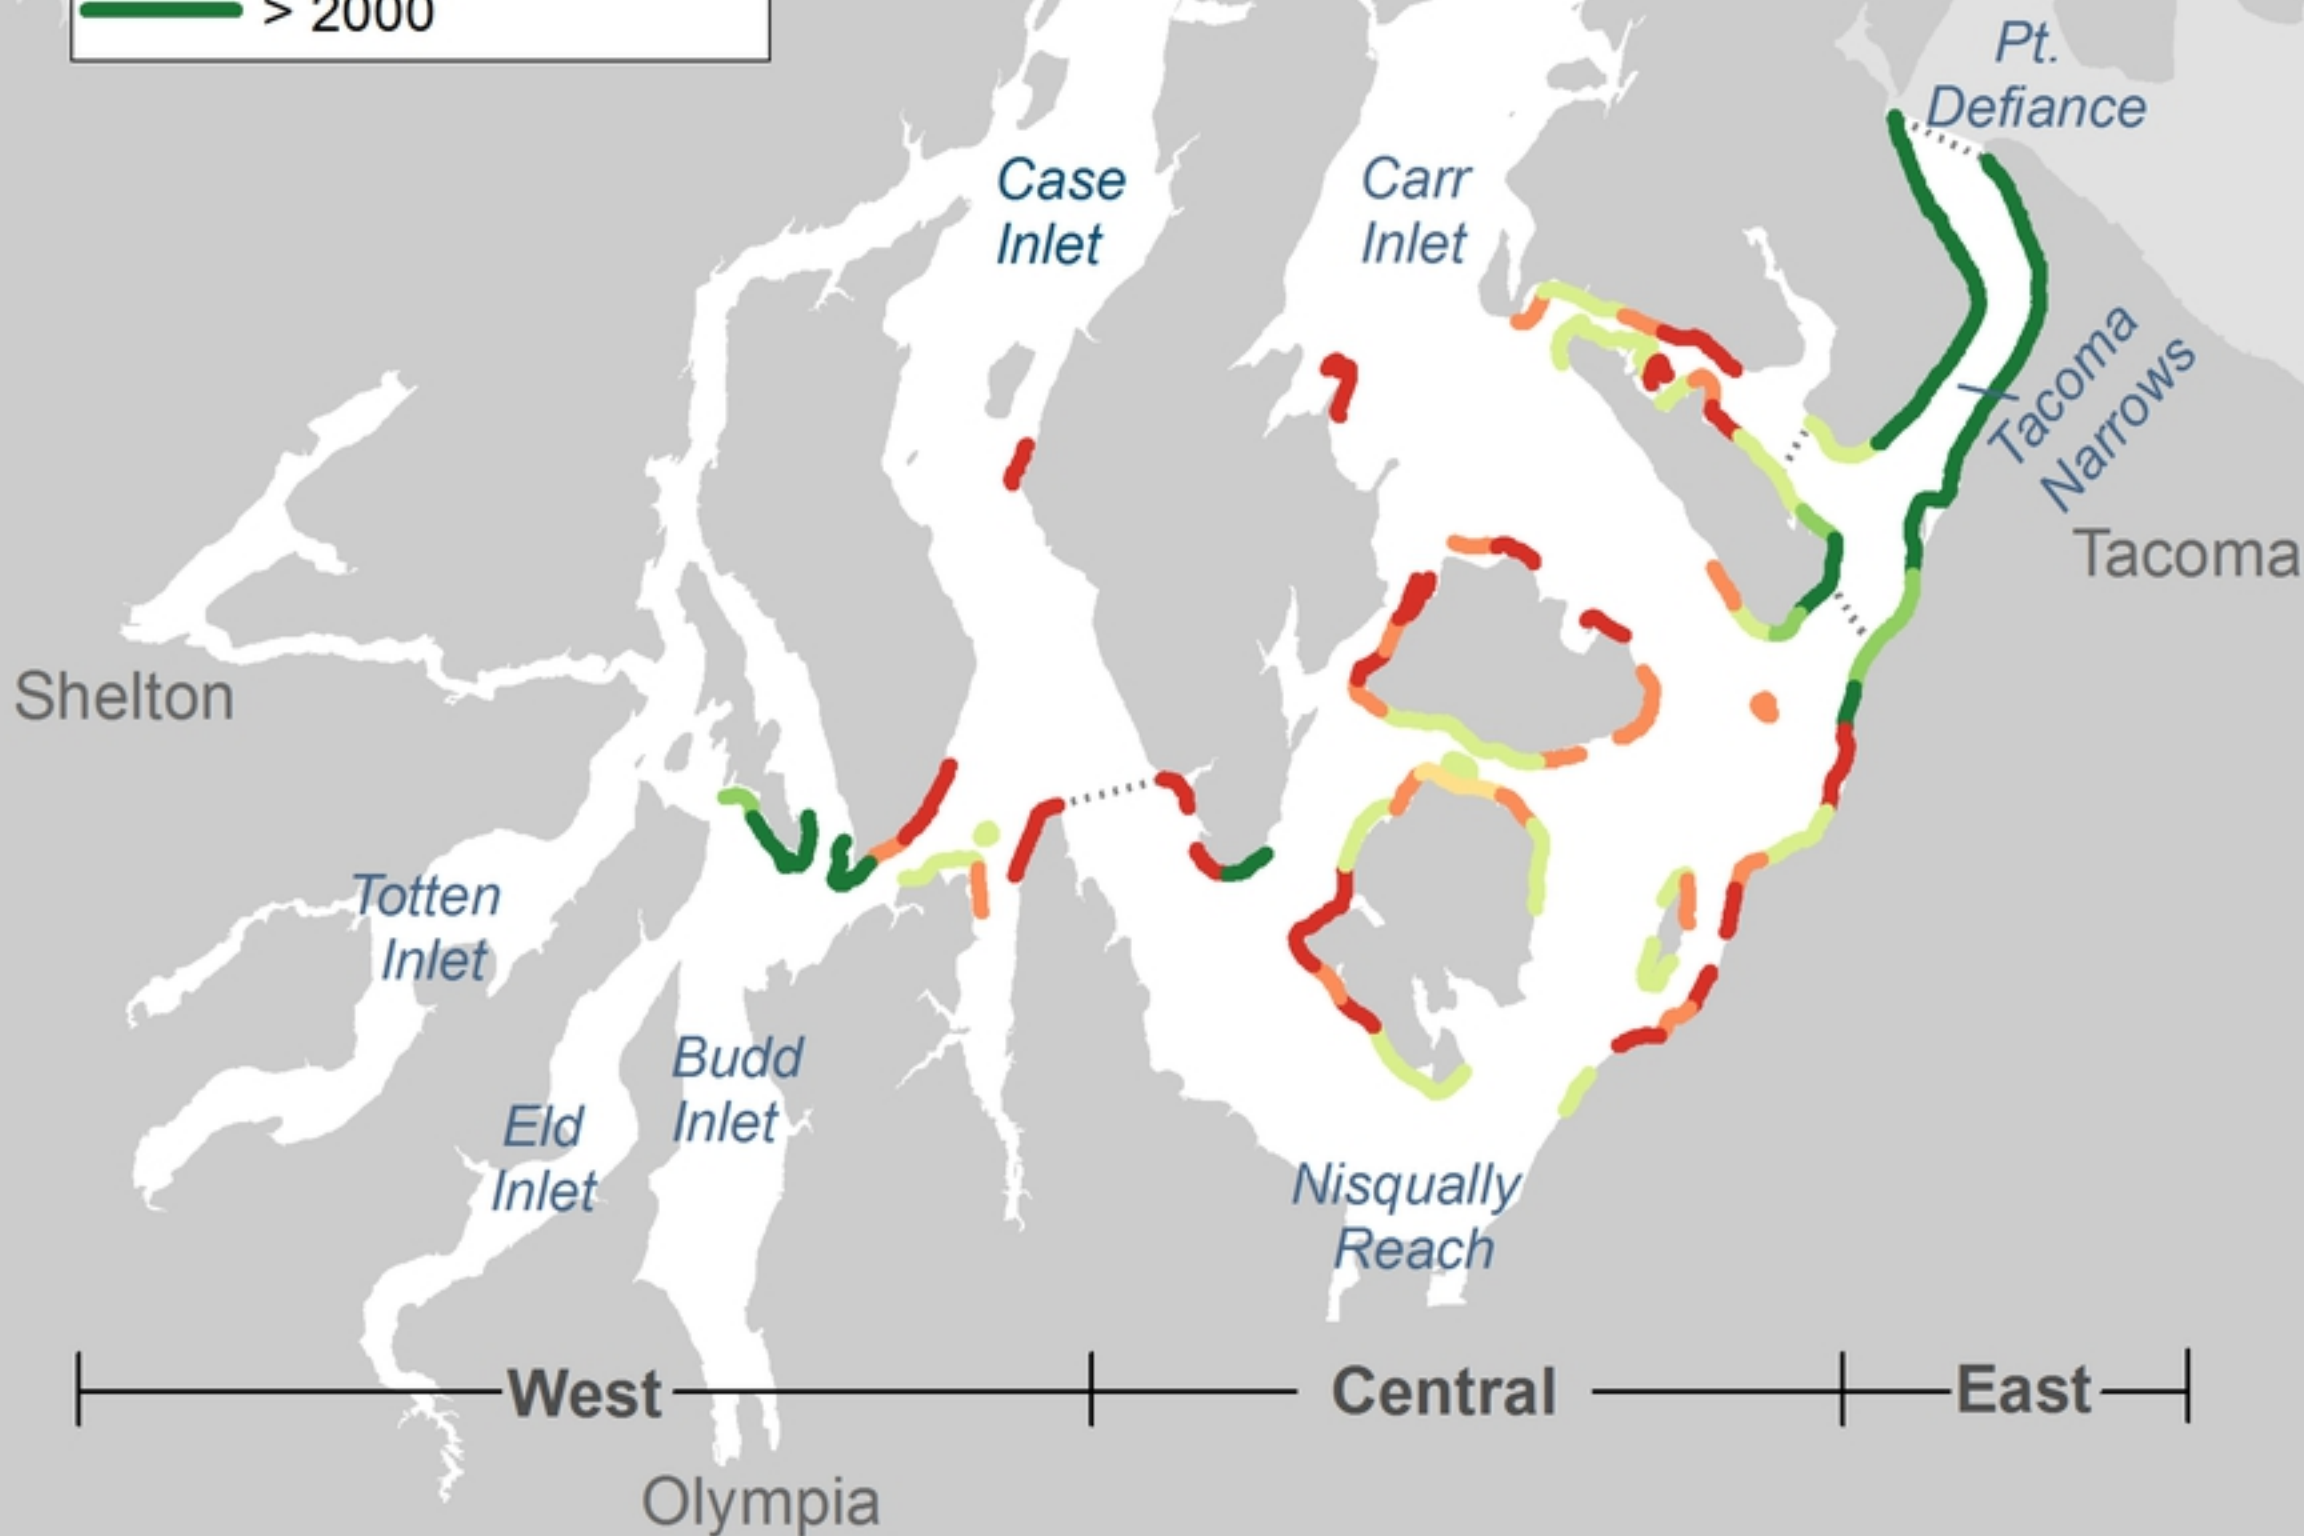 > 2000
Pt.
Defiance
Case
Inlet
Carr
Inlet
Tacoma
Narrows
Tacoma
Shelton
Totten
Inlet
Budd
Inlet
Eld
Inlet
Nisqually
Reach
West
Central
East
Olympia